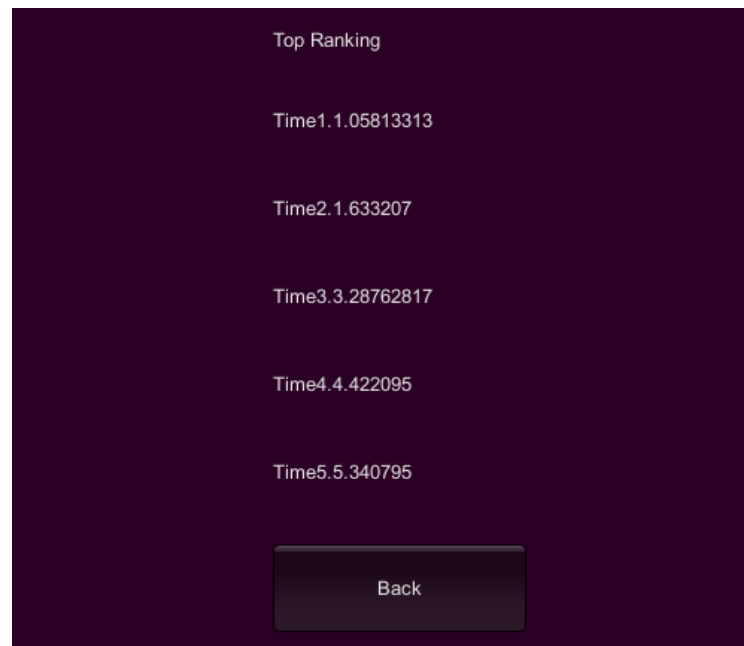 Top Ranking
Time1.1.05813313
Time2.1.633207
Time3.3.28762817
Time4.4.422095
Time5.5.340795
Back